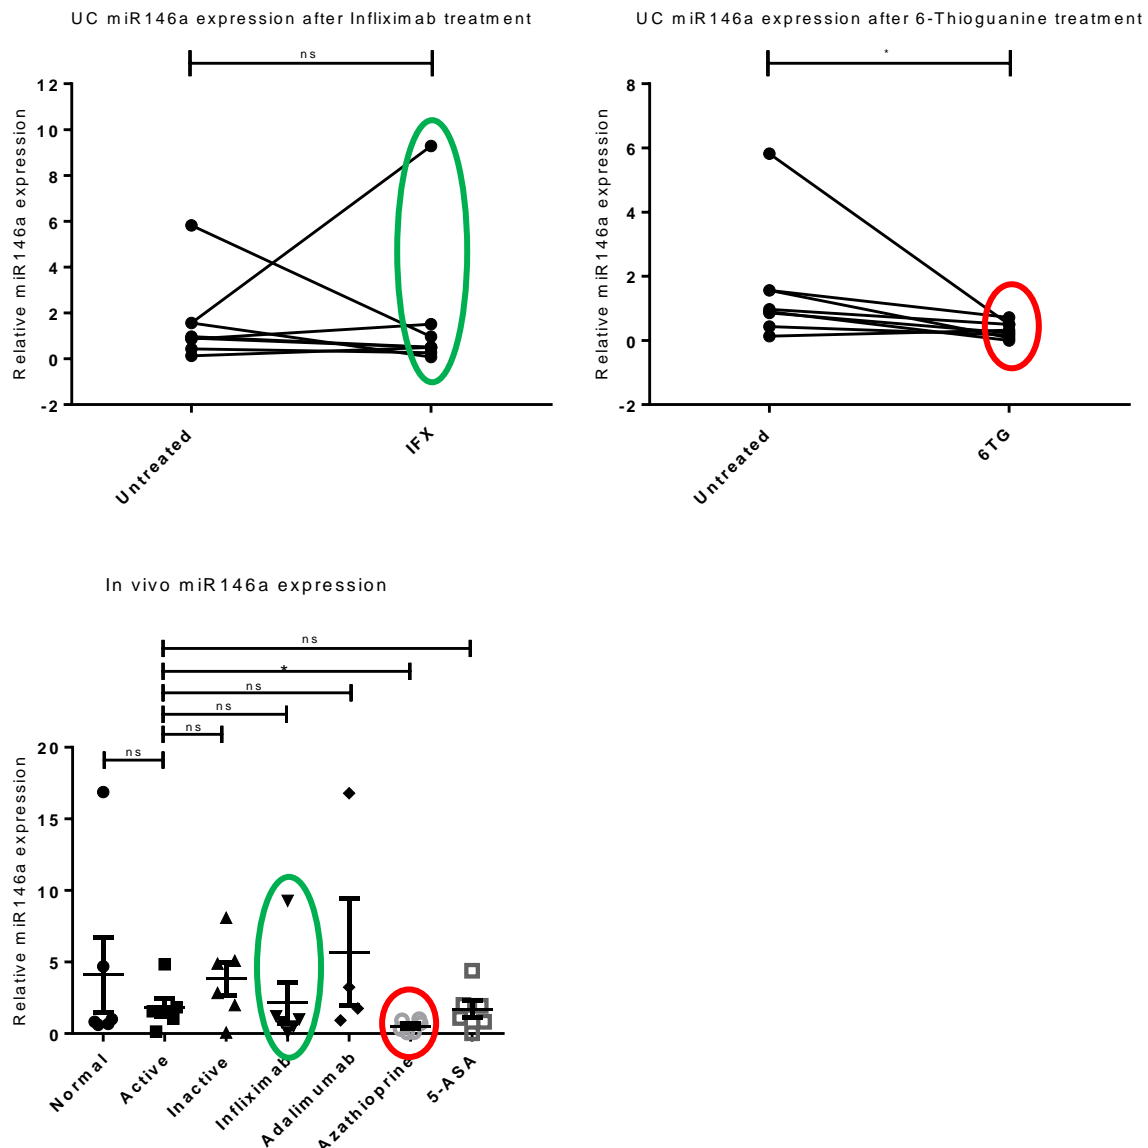 UC miR146a expression after Infliximab treatment
ns
12
10
8
6
4
2
0
-2
Relative miR146a expression
Untreated
IFX
UC miR146a expression after 6-Thioguanine treatment
*
8
6
4
2
0
-2
Relative miR146a expression
Untreated
6TG
In vivo miR146a expression
ns
*
ns
ns
ns
ns
20
15
10
5
0
Relative miR146a expression
Normal
Active
Inactive
Infliximab
Adalimumab
Azathioprine
5-ASA